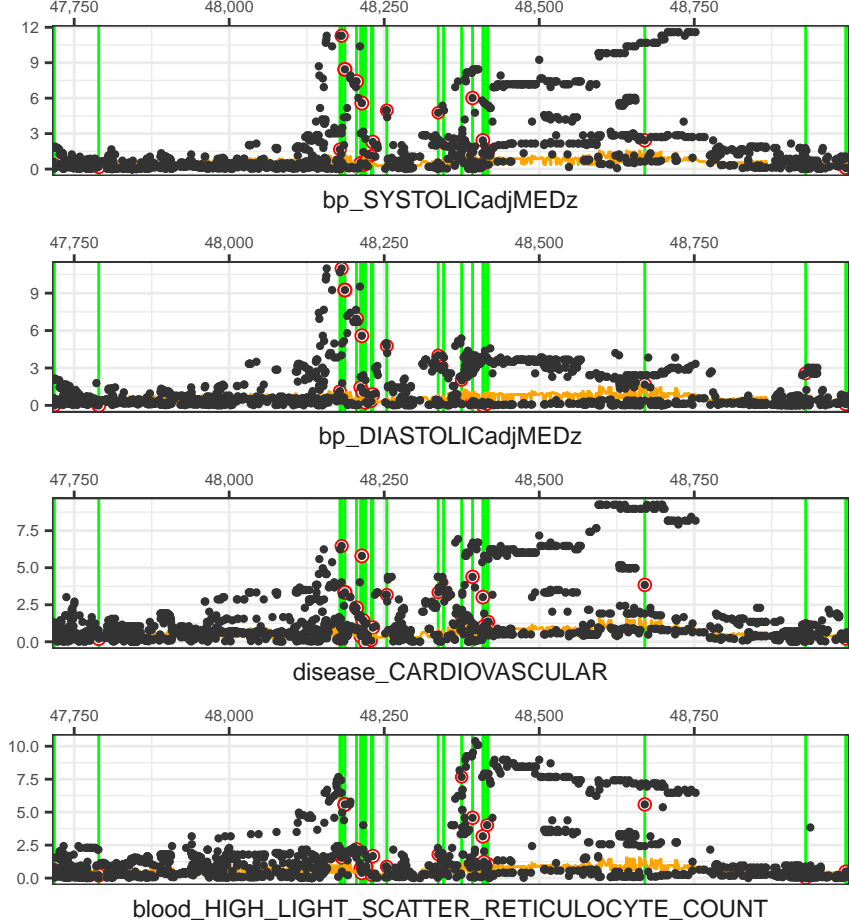 47,750 48,000 48,250 48,500 48,750
12
9
6
3
0
bp_SYSTOLICadjMEDz
47,750 48,000 48,250 48,500 48,750
9
6
3
0
bp_DIASTOLICadjMEDz
47,750 48,000 48,250 48,500 48,750
7.5
5.0
2.5
0.0
disease_CARDIOVASCULAR
47,750 48,000 48,250 48,500 48,750
10.0
7.5
5.0
2.5
0.0
blood_HIGH_LIGHT_SCATTER_RETICULOCYTE_COUNT